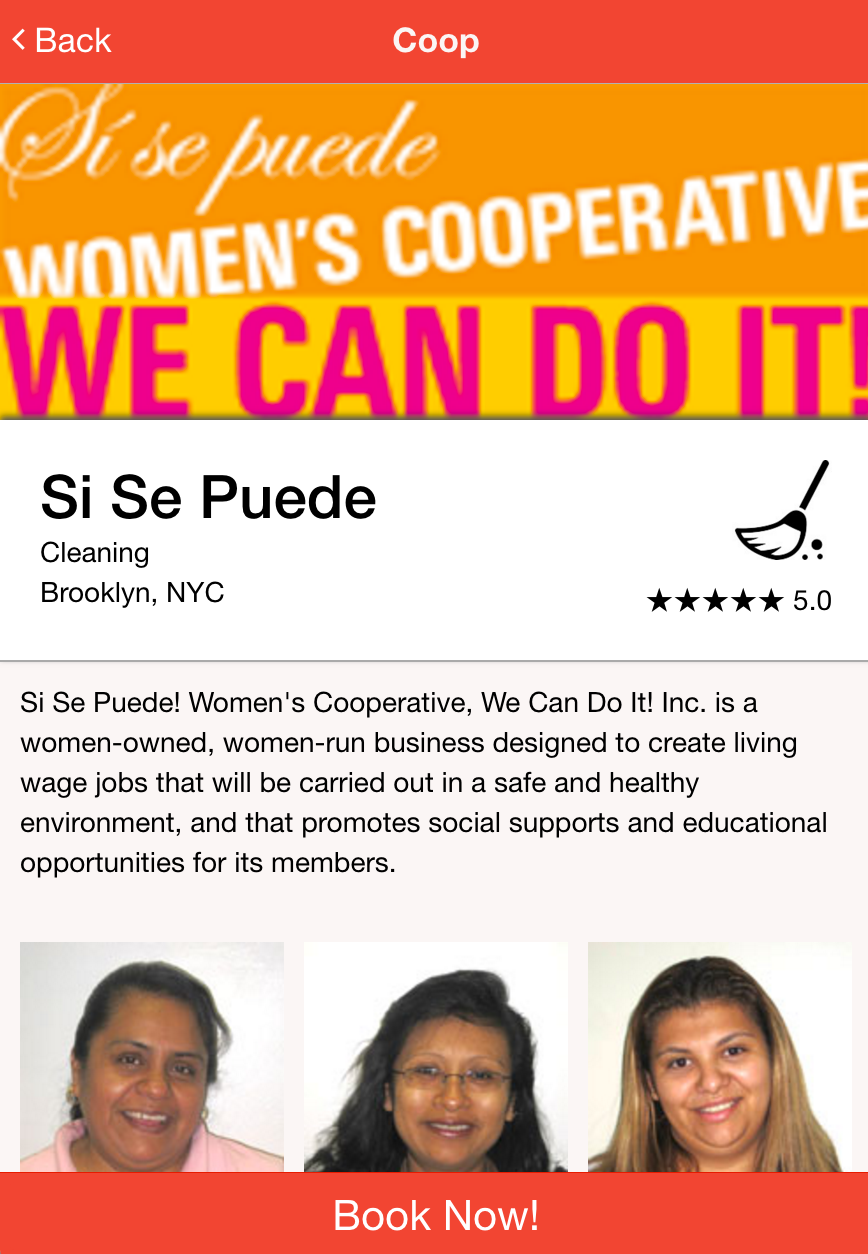 Back
Coop
Sí se puede
WOMEN'S COOPERATIVE
WE CAN DO IT!
Si Se Puede
Cleaning
Brooklyn, NYC
★★★★★ 5.0
Si Se Puede! Women's Cooperative, We Can Do It! Inc. is a
women-owned, women-run business designed to create living
wage jobs that will be carried out in a safe and healthy
environment, and that promotes social supports and educational
opportunities for its members.
Book Now!